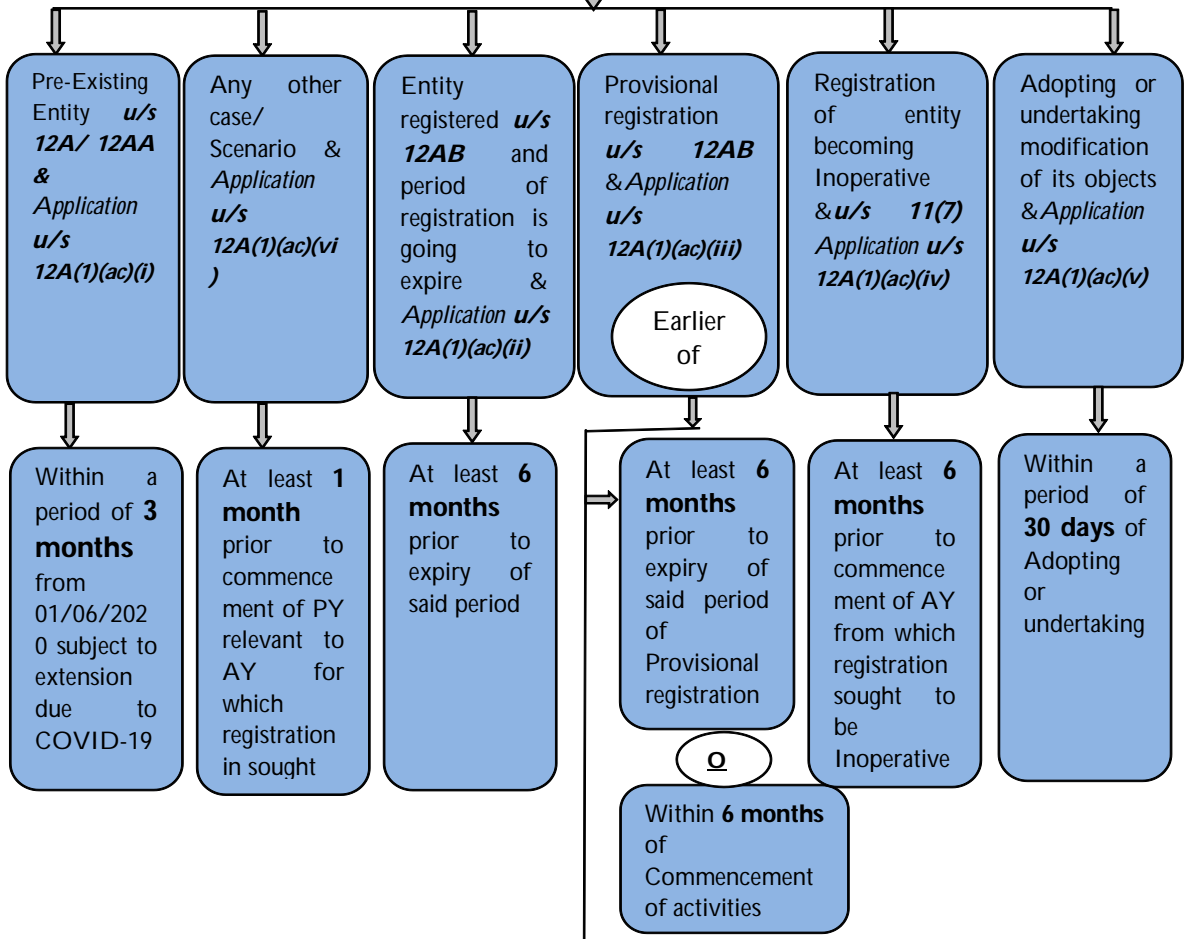 Pre-Existing
Entity u/s
12A/ 12AA
&
Application
u/s
12A(1)(ac)(i)
Any other
case/
Scenario &
Application
u/s
12A(1)(ac)(vi
)
Entity
registered u/s
12AB and
period of
registration is
going to
expire &
Application u/s
12A(1)(ac)(ii)
Provisional
registration
u/s 12AB
&Application
u/s
12A(1)(ac)(iii)
Earlier
of
Registration
of entity
becoming
Inoperative
&u/s 11(7)
Application u/s
12A(1)(ac)(iv)
Adopting or
undertaking
modification
of its objects
&Application
u/s
12A(1)(ac)(v)
Within a
period of 3
months
from
01/06/202
0 subject to
extension
due to
COVID-19
At least 1
month
prior to
commence
ment of PY
relevant to
AY for
which
registration
in sought
At least 6
months
prior to
expiry of
said period
At least 6
months
prior to
expiry of
said period
of
Provisional
registration
O
Within 6 months
of
Commencement
of activities
At least 6
months
prior to
commence
ment of AY
from which
registration
sought to
be
Inoperative
Within a
period of
30 days of
Adopting
or
undertaking